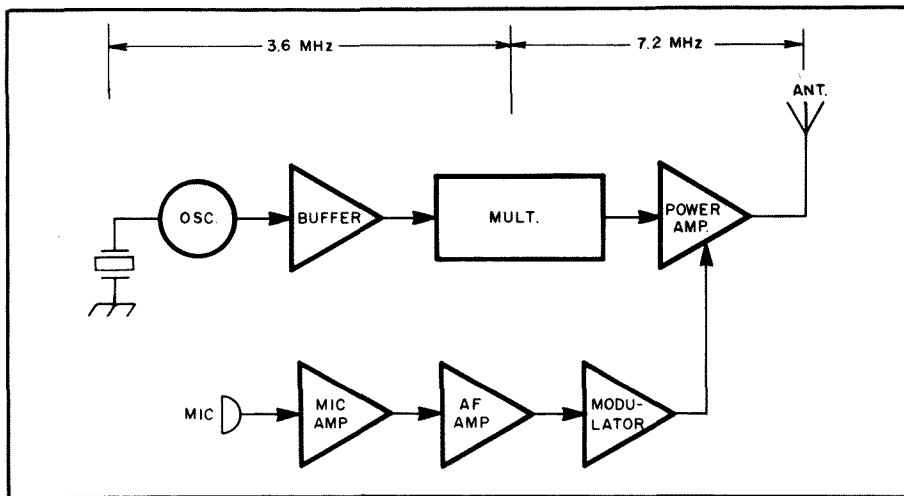 3.6 MHz
7.2 MHz
ANT.
OSC.
BUFFER
MULT.
POWER
AMP.
MIC
MIC
AMP
AF
AMP
MODU-
LATOR